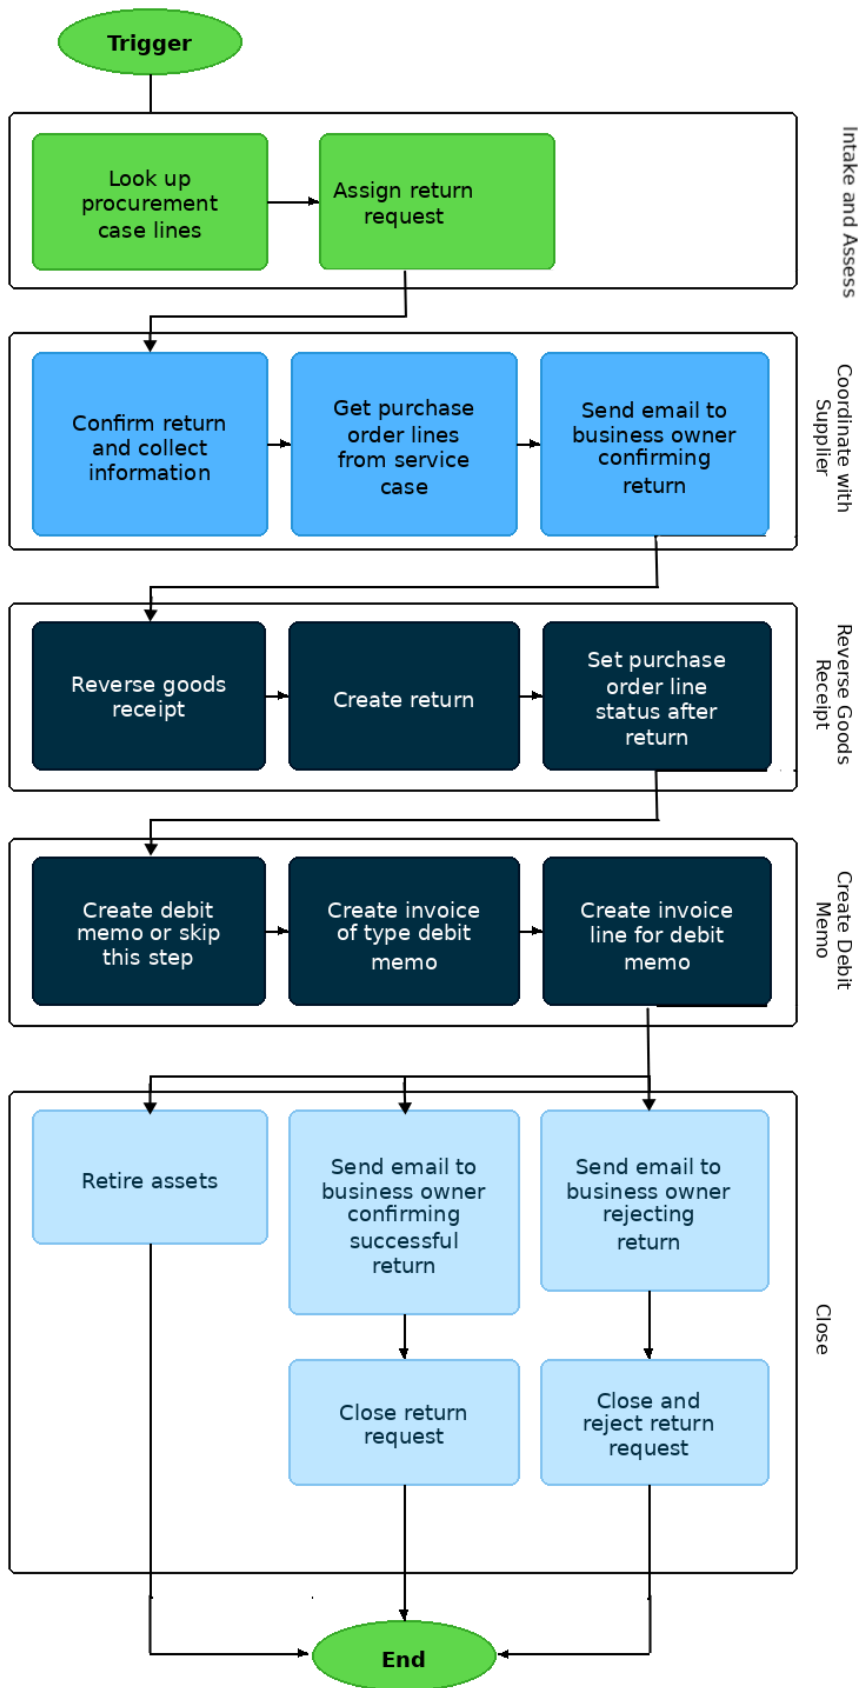 Trigger
Intake and Assess
Look up
procurement
case lines
Assign return
request
Coordinate with
Supplier
Confirm return
and collect
information
Get purchase
order lines
from service
case
Send email to
business owner
confirming
return
Reverse Goods
Receipt
Reverse goods
receipt
Create return
Set purchase
order line
status after
return
Create Debit
Memo
Create debit
memo or skip
this step
Create invoice
of type debit
memo
Create invoice
line for debit
memo
Close
Retire assets
Send email to
business owner
confirming
successful
return
Send email to
business owner
rejecting
return
Close return
request
Close and
reject return
request
End